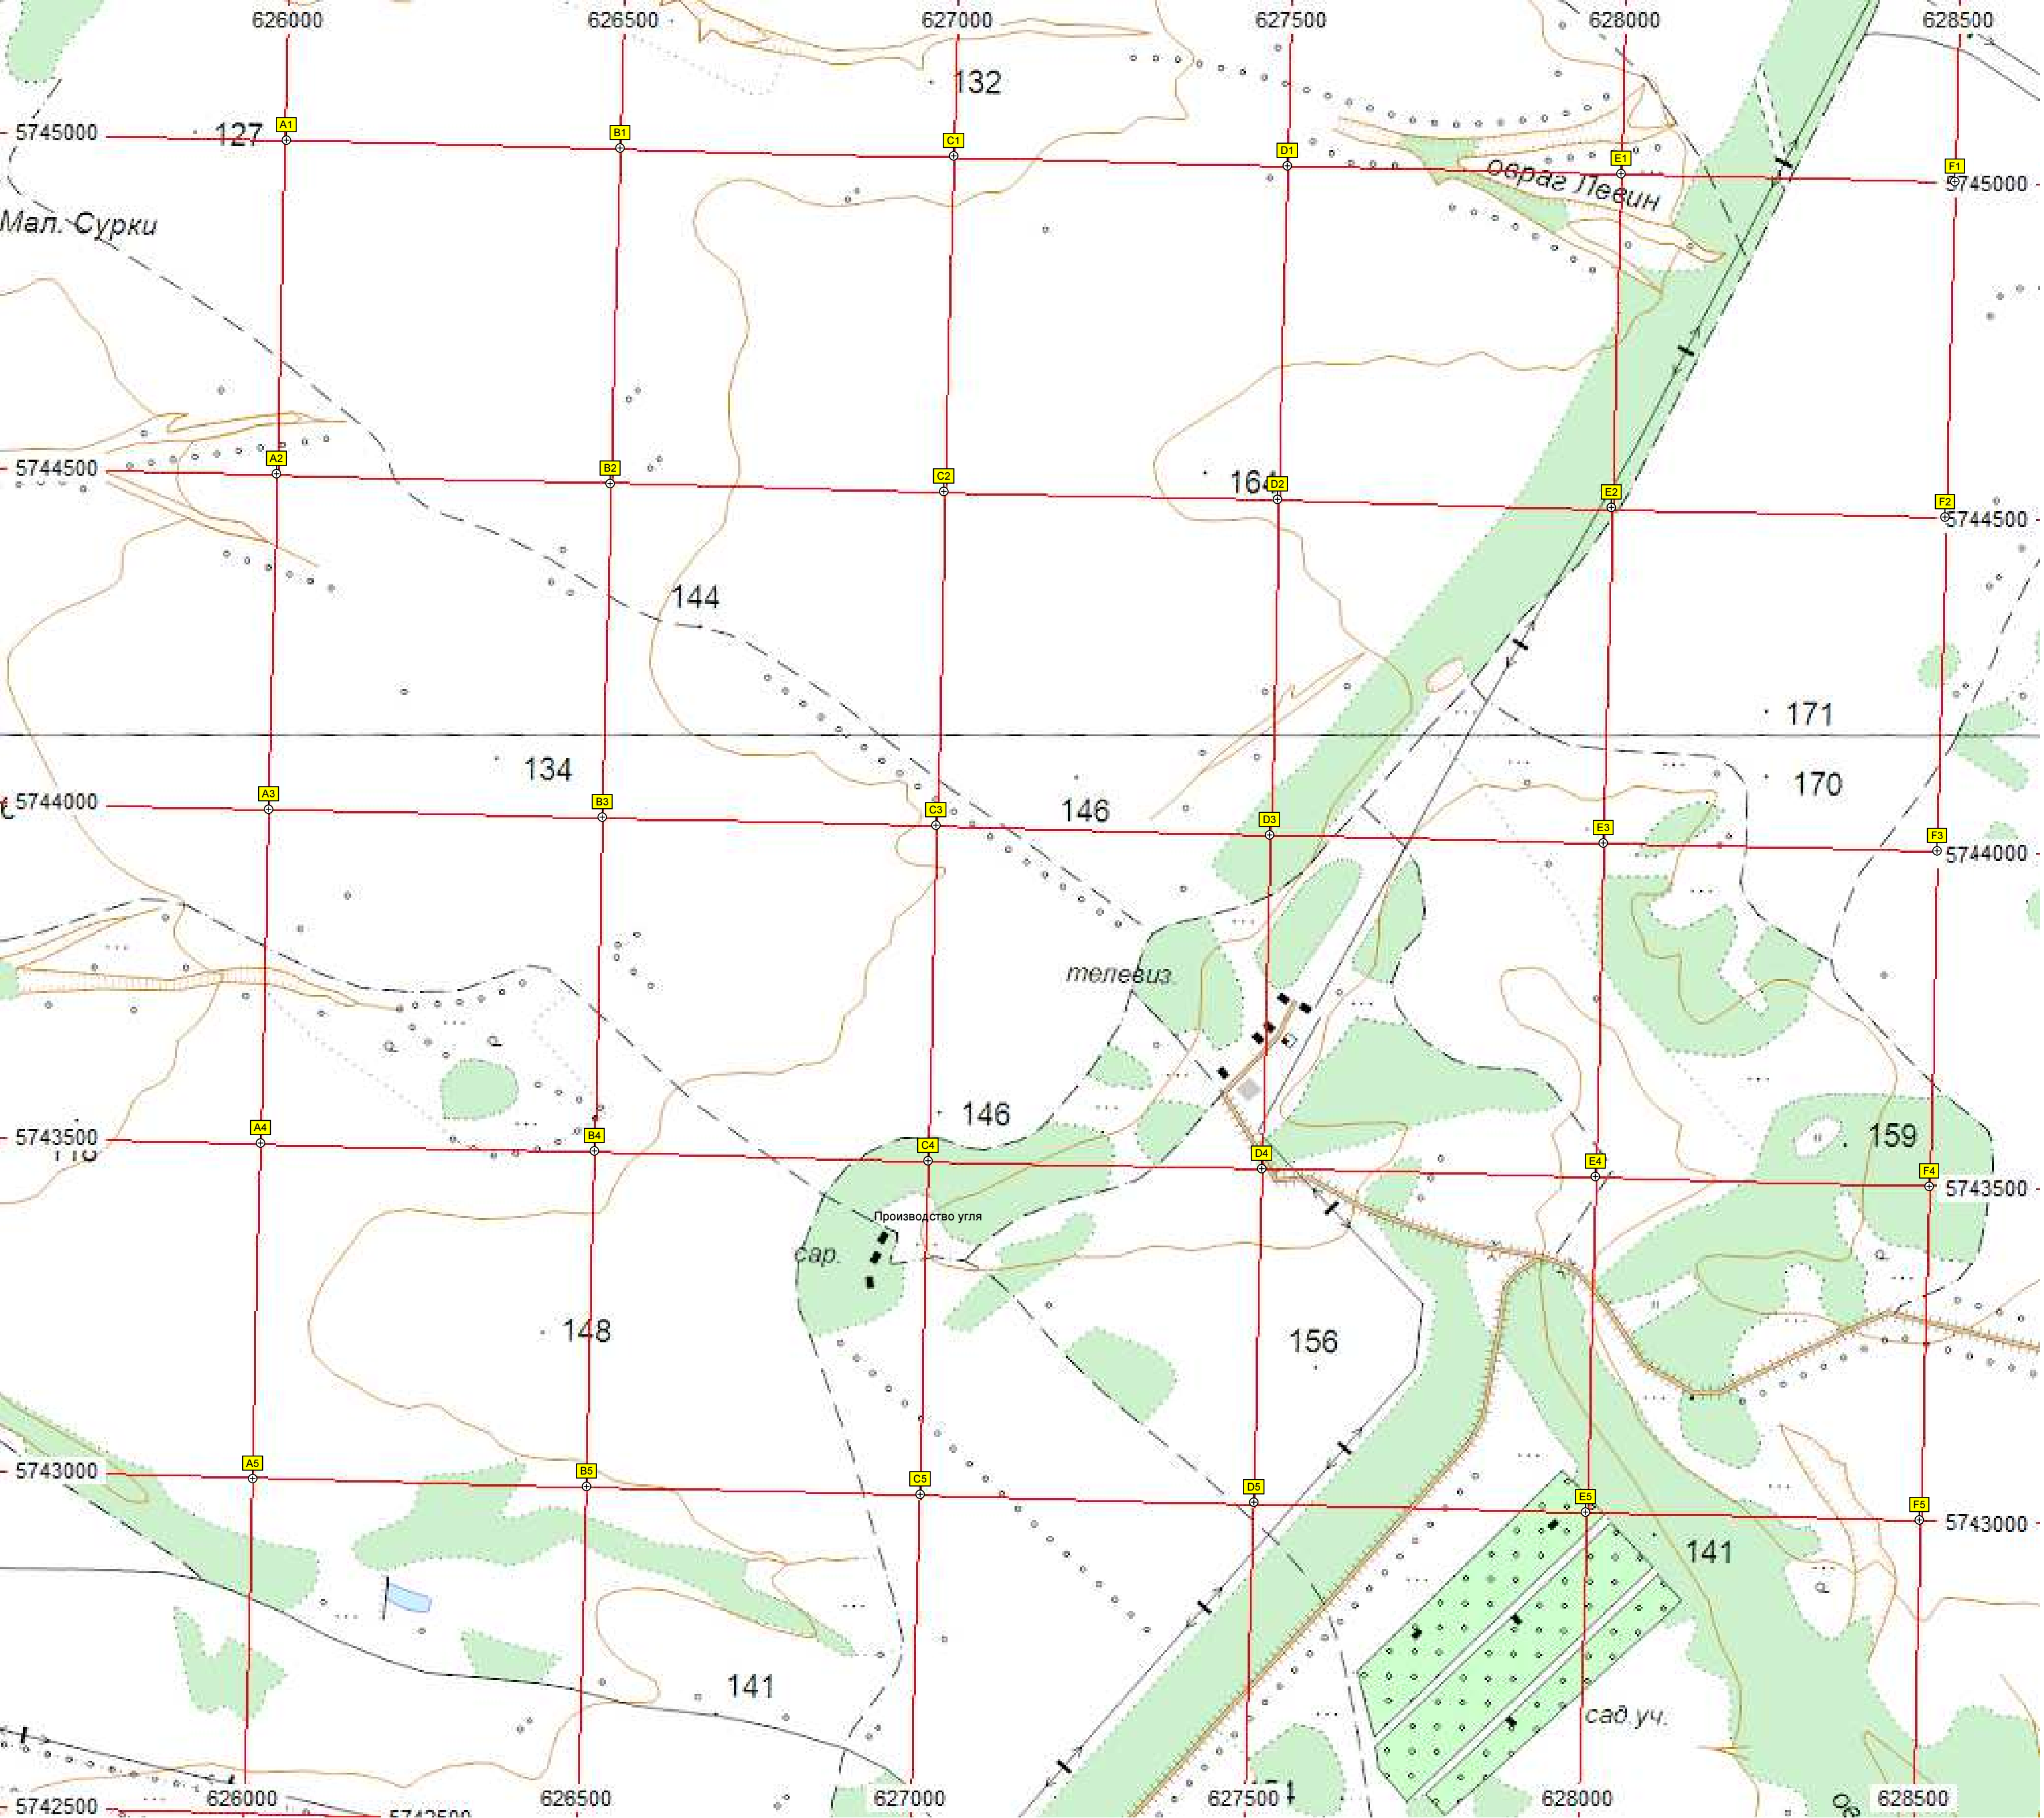 626000 626500 627000 627500 628000 628500
132
5745000 127 A1 B1 C1 D1 E1 F1 5745000
овраг Левин
Мал. Сурки
5744500 A2 B2 C2 164 D2 E2 F2 5744500
144
171
134 170
5744000 A3 B3 C3 146 D3 E3 F3 5744000
телевиз.
146 159
5743500 A4 B4 C4 D4 E4 F4 5743500
Производство угля
сар.
148 156
5743000 A5 B5 C5 D5 E5 F5 5743000
141
141
сад.уч.
626000 626500 627000 627500 628000 628500
5742500